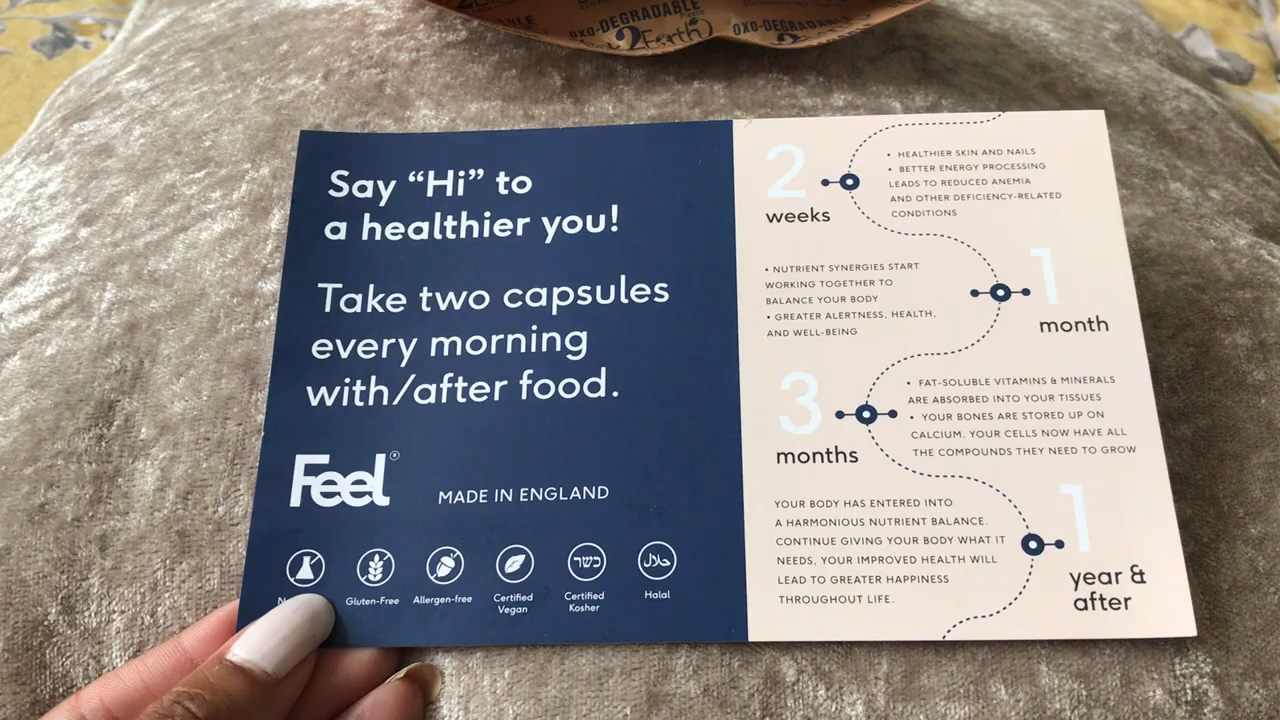 OXO-DEGRADABLE
OXO-DEGRADABLE
2Earth
Say “Hi” to
a healthier you!
Take two capsules
every morning
with/after food.
Feel®
MADE IN ENGLAND
Gluten-Free
Allergen-free
Certified
Vegan
כשר
Certified
Kosher
حلال
Halal
2
weeks
• HEALTHIER SKIN AND NAILS
• BETTER ENERGY PROCESSING
LEADS TO REDUCED ANEMIA
AND OTHER DEFICIENCY-RELATED
CONDITIONS
• NUTRIENT SYNERGIES START
WORKING TOGETHER TO
BALANCE YOUR BODY
• GREATER ALERTNESS, HEALTH,
AND WELL-BEING
1
month
3
months
• FAT-SOLUBLE VITAMINS & MINERALS
ARE ABSORBED INTO YOUR TISSUES
• YOUR BONES ARE STORED UP ON
CALCIUM. YOUR CELLS NOW HAVE ALL
THE COMPOUNDS THEY NEED TO GROW
YOUR BODY HAS ENTERED INTO
A HARMONIOUS NUTRIENT BALANCE.
CONTINUE GIVING YOUR BODY WHAT IT
NEEDS, YOUR IMPROVED HEALTH WILL
LEAD TO GREATER HAPPINESS
THROUGHOUT LIFE.
1
year &
after